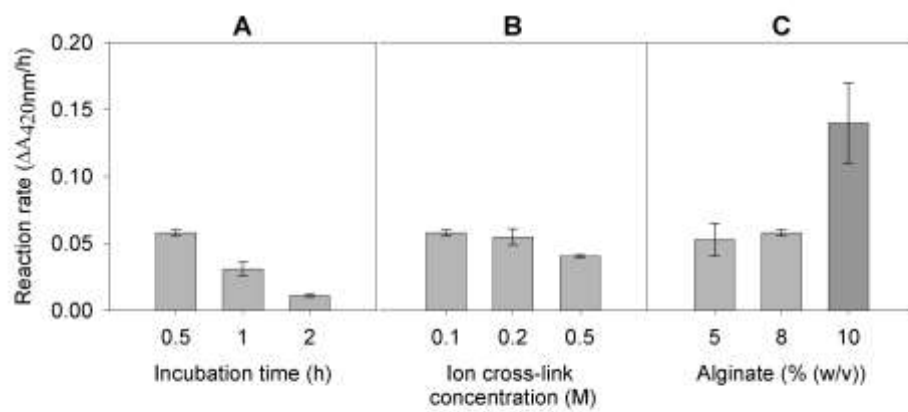 A B C
Reaction rate (ΔA420nm/h)
0.20
0.15
0.10
0.05
0.00
0.5 1 2 0.1 0.2 0.5 5 8 10
Incubation time (h) Ion cross-link Alginate (% (w/v))
concentration (M)